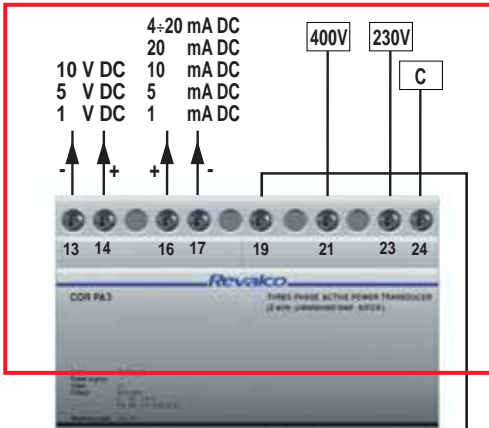 4÷20 mA DC
20 mA DC
10 mA DC
5 mA DC
1 mA DC
10 V DC
5 V DC
1 V DC
400V
230V
C
- + + -
13 14 16 17 19 21 23 24
Revalco
COR PA3
THREE PHASE ACTIVE POWER TRANSDUCER